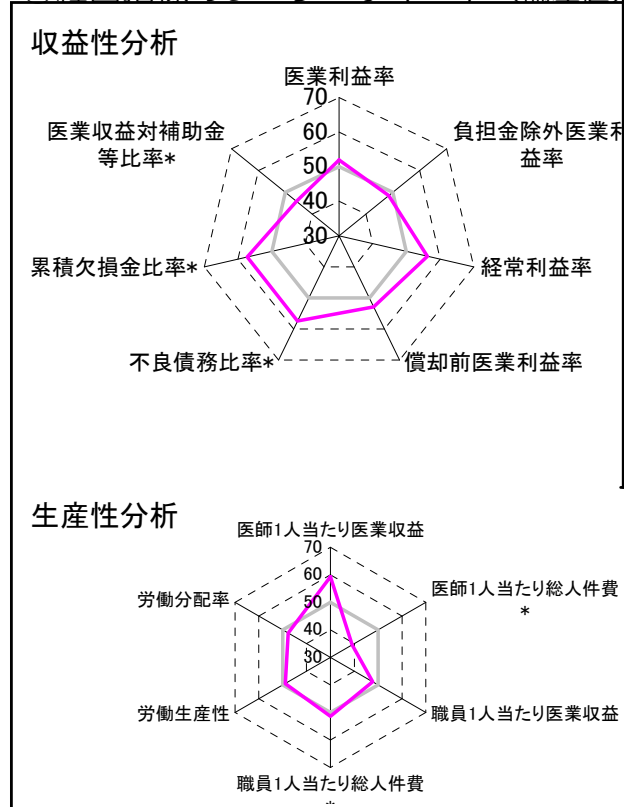 収益性分析
医業利益率
70
60
50
40
30
負担金除外医業利
益率
経常利益率
償却前医業利益率
不良債務比率*
累積欠損金比率*
医業収益対補助金
等比率*
生産性分析
医師1人当たり医業収益
70
60
50
40
30
医師1人当たり総人件費
*
職員1人当たり医業収益
職員1人当たり総人件費
*
労働生産性
労働分配率